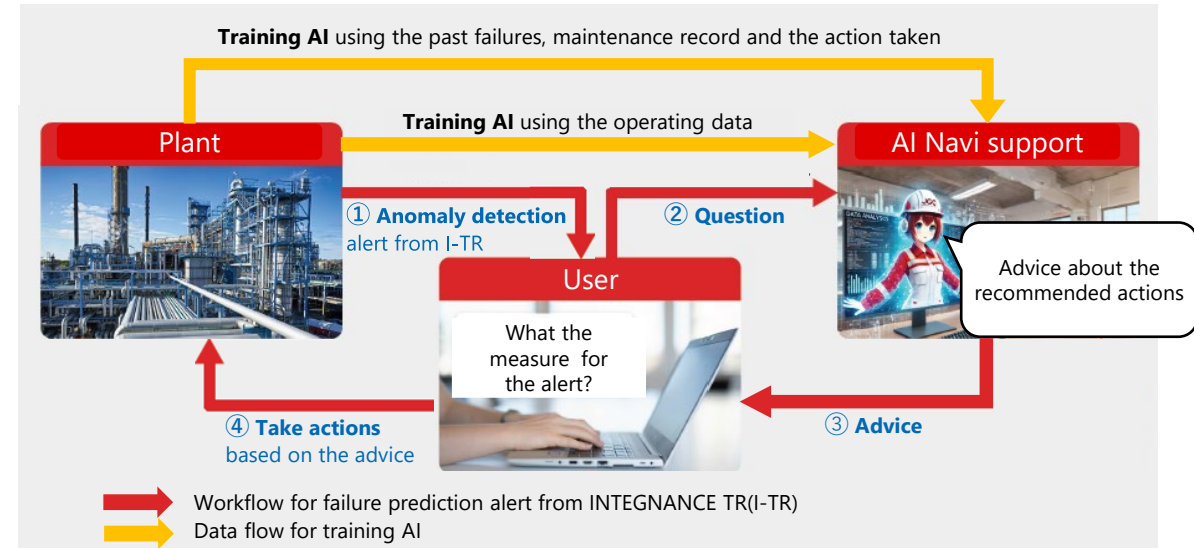 Training AI using the past failures, maintenance record and the action taken
Training AI using the operating data
Plant
AI Navi support
① Anomaly detection
alert from I-TR
② Question
User
What the
measure for
the alert?
DATA ANALYSIS
JGC
Advice about the
recommended actions
④ Take actions
based on the advice
③ Advice
Workflow for failure prediction alert from INTEGNANCE TR(I-TR)
Data flow for training AI